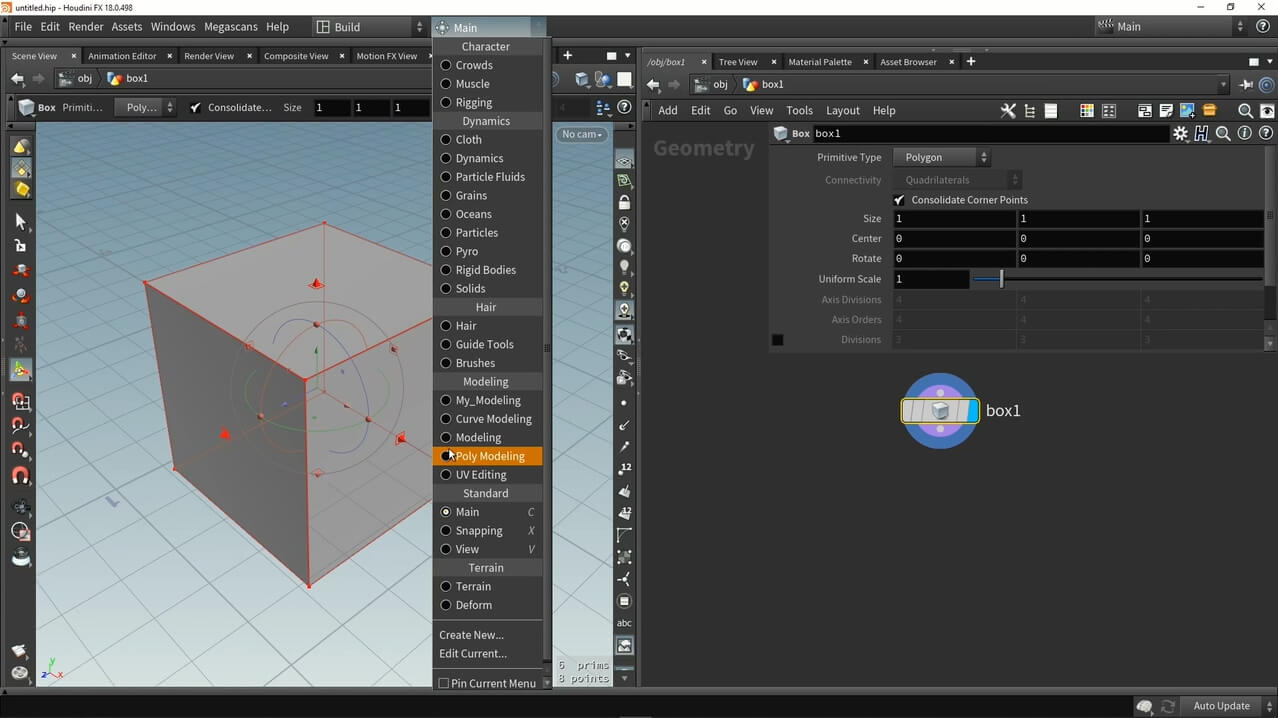 untitled.hip - Houdini FX 18.0.498
File Edit Render Assets Windows Megascans Help
Build
Main
Main
Scene View
Animation Editor
Render View
Composite View
Motion FX View
obj
box1
Box
Primiti...
Poly...
Consolidate...
Size
1
1
1
4
No cam
Character
Crowds
Muscle
Rigging
Dynamics
Cloth
Dynamics
Particle Fluids
Grains
Oceans
Particles
Pyro
Rigid Bodies
Solids
Hair
Hair
Guide Tools
Brushes
Modeling
My_Modeling
Curve Modeling
Modeling
Poly Modeling
UV Editing
Standard
Main C
Snapping X
View V
Terrain
Terrain
Deform
Create New...
Edit Current...
Pin Current Menu
6 prims
8 points
y
z
x
12
12
abc
/obj/box1
Tree View
Material Palette
Asset Browser
obj
box1
Add Edit Go View Tools Layout Help
Geometry
Box box1
Primitive Type Polygon
Connectivity Quadrilaterals
Consolidate Corner Points
Size 1 1 1
Center 0 0 0
Rotate 0 0 0
Uniform Scale 1
Axis Divisions 4 4 4
Axis Orders 4 4 4
Divisions 3 3 3
box1
Auto Update